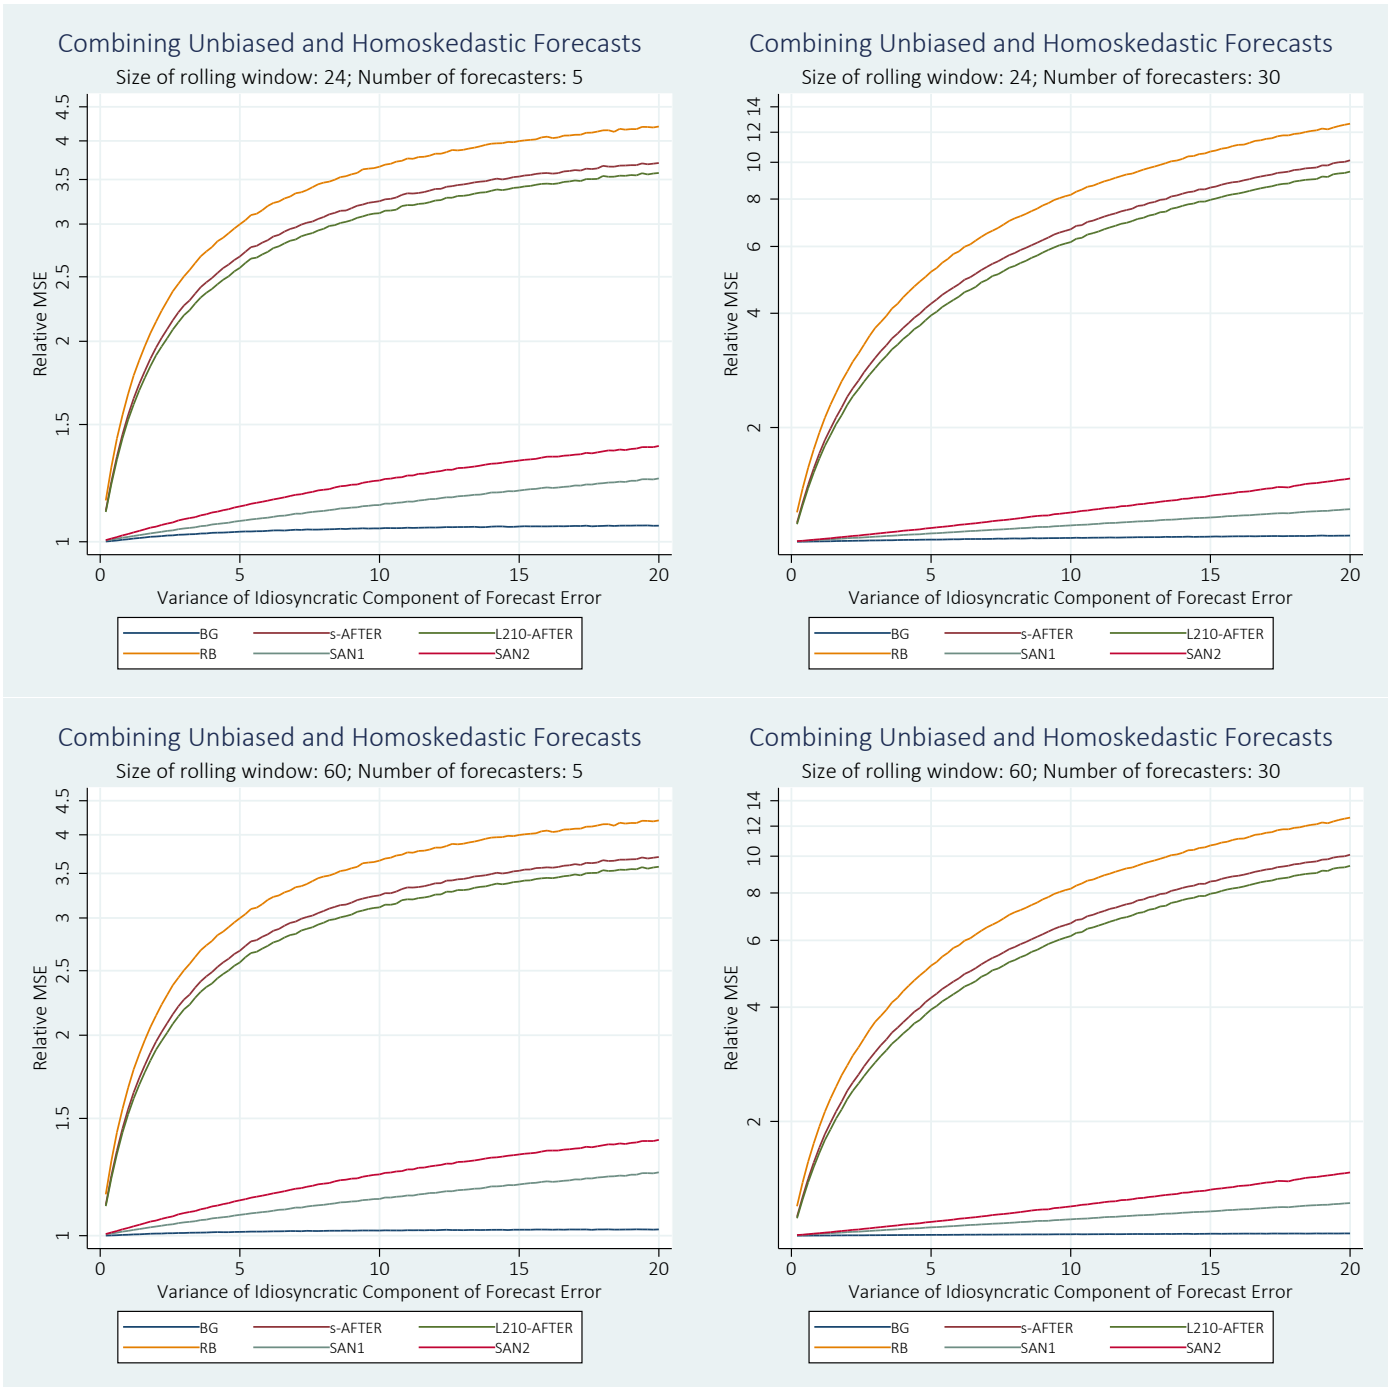 Combining Unbiased and Homoskedastic Forecasts
Size of rolling window: 24; Number of forecasters: 5
Relative MSE
4.5
4
3.5
3
2.5
2
1.5
1
0 5 10 15 20
Variance of Idiosyncratic Component of Forecast Error
BG s-AFTER L210-AFTER
RB SAN1 SAN2
Combining Unbiased and Homoskedastic Forecasts
Size of rolling window: 24; Number of forecasters: 30
Relative MSE
14
12
10
8
6
4
2
0 5 10 15 20
Variance of Idiosyncratic Component of Forecast Error
BG s-AFTER L210-AFTER
RB SAN1 SAN2
Combining Unbiased and Homoskedastic Forecasts
Size of rolling window: 60; Number of forecasters: 5
Relative MSE
4.5
4
3.5
3
2.5
2
1.5
1
0 5 10 15 20
Variance of Idiosyncratic Component of Forecast Error
BG s-AFTER L210-AFTER
RB SAN1 SAN2
Combining Unbiased and Homoskedastic Forecasts
Size of rolling window: 60; Number of forecasters: 30
Relative MSE
14
12
10
8
6
4
2
0 5 10 15 20
Variance of Idiosyncratic Component of Forecast Error
BG s-AFTER L210-AFTER
RB SAN1 SAN2